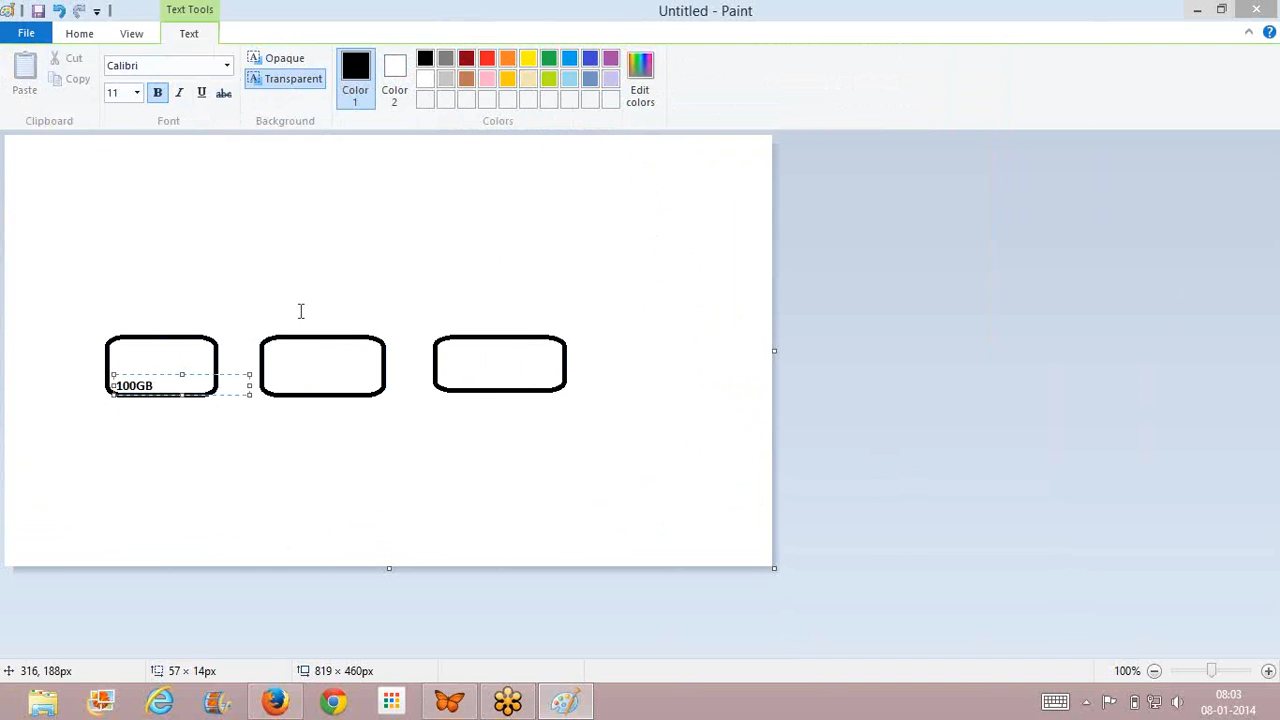 Text Tools
Untitled - Paint
File
Home
View
Text
Paste
Cut
Copy
Clipboard
Calibri
11
B
I
U
abc
Font
Opaque
Transparent
Background
Color
1
Color
2
Edit
colors
Colors
100GB
316, 188px
57 × 14px
819 × 460px
100%
08:03
08-01-2014